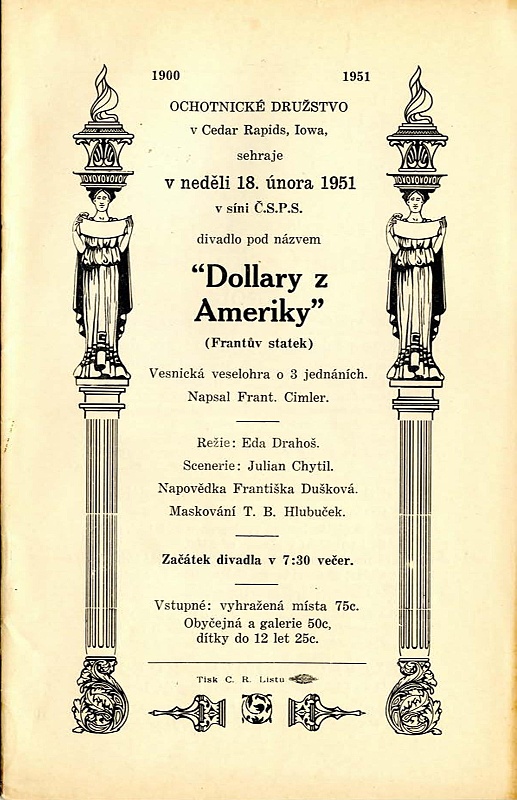 1900 1951
OCHOTNICKÉ DRUŽSTVO
v Cedar Rapids, Iowa,
sehraje
v neděli 18. února 1951
v síni Č.S.P.S.
divadlo pod názvem
“Dollary z
Ameriky”
(Frantův statek)
Vesnická veselohra o 3 jednáních.
Napsal Frant. Cimler.
Režie: Eda Drahoš.
Scenerie: Julian Chytil.
Napovědka Františka Dušková.
Maskování T. B. Hlubuček.
Začátek divadla v 7:30 večer.
Vstupné: vyhražená místa 75c.
Obyčejná a galerie 50c,
dítky do 12 let 25c.
Tisk C. R. Listu